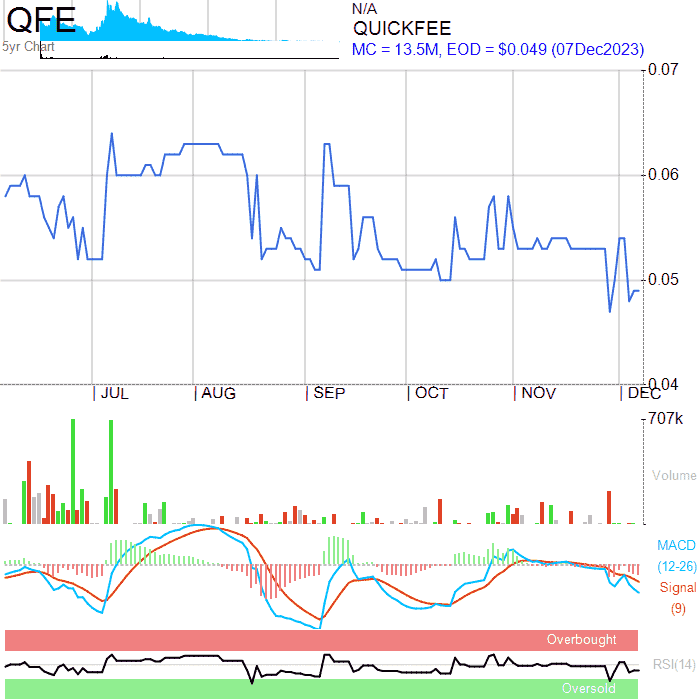 QFE
5yr Chart
N/A
QUICKFEE
MC = 13.5M, EOD = $0.049 (07Dec2023)
0.07
0.06
0.05
0.04
JUL AUG SEP OCT NOV DEC
707k
Volume
MACD
(12-26)
Signal
(9)
Overbought
RSI(14)
Oversold